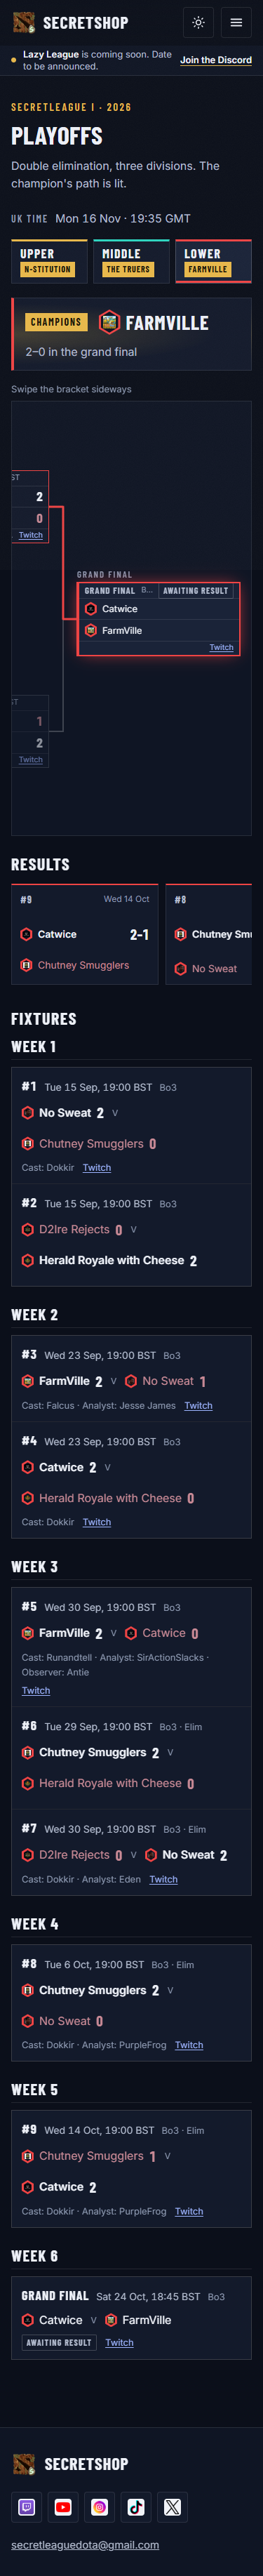 SECRETSHOP
Lazy League is coming soon. Date
to be announced.
Join the Discord
SECRETLEAGUE I · 2026
PLAYOFFS
Double elimination, three divisions. The
champion's path is lit.
UK TIME Mon 16 Nov · 19:35 GMT
UPPER
N-STITUTION
MIDDLE
THE TRUERS
LOWER
FARMVILLE
CHAMPIONS FARMVILLE
2–0 in the grand final
Swipe the bracket sideways
ST
2
0
Twitch
GRAND FINAL
GRAND FINAL B... AWAITING RESULT
Catwice
FarmVille
Twitch
ST
1
2
Twitch
RESULTS
#9 Wed 14 Oct
Catwice 2-1
Chutney Smugglers
#8
Chutney Smu
No Sweat
FIXTURES
WEEK 1
#1 Tue 15 Sep, 19:00 BST Bo3
No Sweat 2 V
Chutney Smugglers 0
Cast: Dokkir Twitch
#2 Tue 15 Sep, 19:00 BST Bo3
D2Ire Rejects 0 V
Herald Royale with Cheese 2
WEEK 2
#3 Wed 23 Sep, 19:00 BST Bo3
FarmVille 2 V No Sweat 1
Cast: Falcus · Analyst: Jesse James Twitch
#4 Wed 23 Sep, 19:00 BST Bo3
Catwice 2 V
Herald Royale with Cheese 0
Cast: Dokkir Twitch
WEEK 3
#5 Wed 30 Sep, 19:00 BST Bo3
FarmVille 2 V Catwice 0
Cast: Runandtell · Analyst: SirActionSlacks ·
Observer: Antie
Twitch
#6 Tue 29 Sep, 19:00 BST Bo3 · Elim
Chutney Smugglers 2 V
Herald Royale with Cheese 0
#7 Wed 30 Sep, 19:00 BST Bo3 · Elim
D2Ire Rejects 0 V No Sweat 2
Cast: Dokkir · Analyst: Eden Twitch
WEEK 4
#8 Tue 6 Oct, 19:00 BST Bo3 · Elim
Chutney Smugglers 2 V
No Sweat 0
Cast: Dokkir · Analyst: PurpleFrog Twitch
WEEK 5
#9 Wed 14 Oct, 19:00 BST Bo3 · Elim
Chutney Smugglers 1 V
Catwice 2
Cast: Dokkir · Analyst: PurpleFrog Twitch
WEEK 6
GRAND FINAL Sat 24 Oct, 18:45 BST Bo3
Catwice V FarmVille
AWAITING RESULT Twitch
SECRETSHOP
secretleaguedota@gmail.com